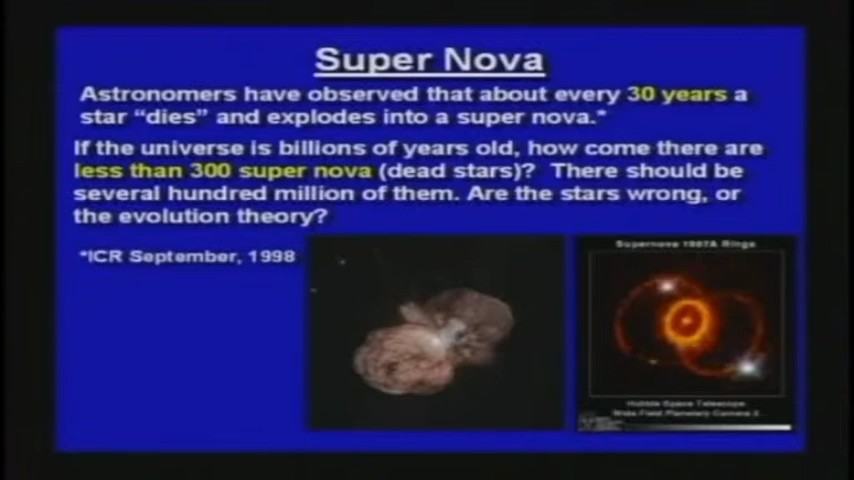 Super Nova
Astronomers have observed that about every 30 years a
star “dies” and explodes into a super nova.*
If the universe is billions of years old, how come there are
less than 300 super nova (dead stars)? There should be
several hundred million of them. Are the stars wrong, or
the evolution theory?
*ICR September, 1998
Supernova 1987A Rings
Hubble Space Telescope
Wide Field Planetary Camera 2